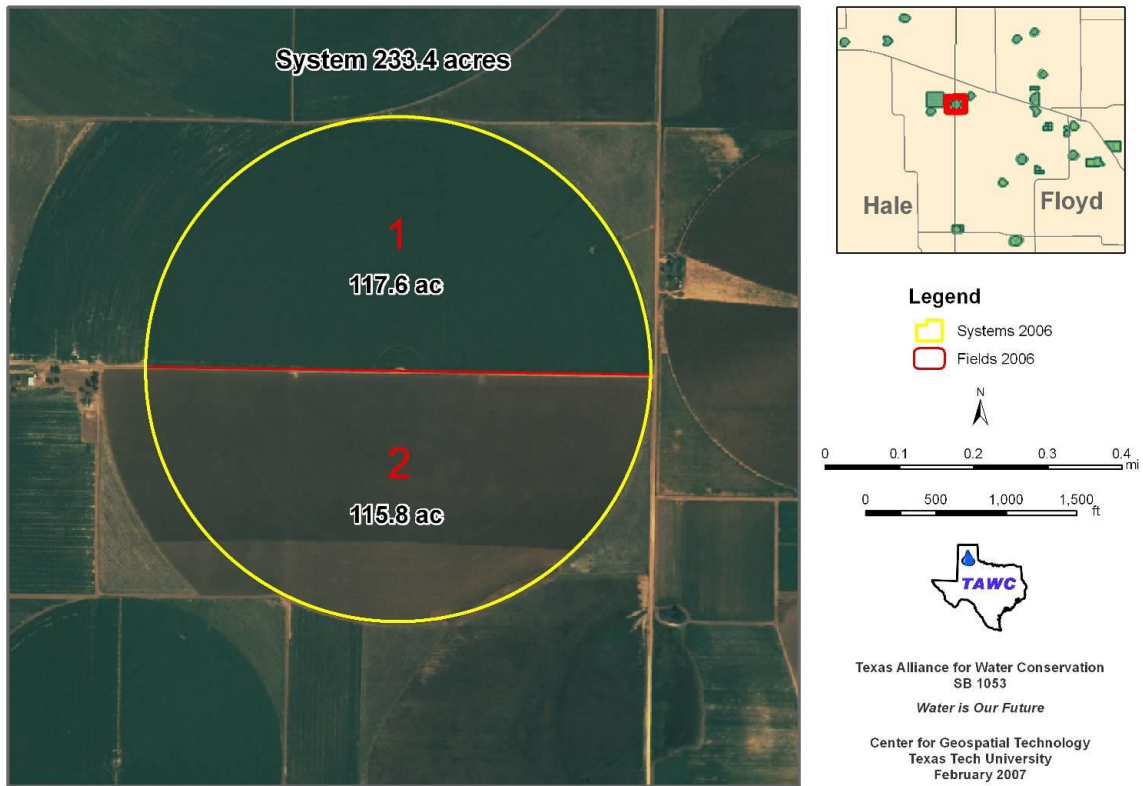 System 233.4 acres
1
117.6 ac
2
115.8 ac
Hale
Floyd
Legend
Systems 2006
Fields 2006
N
0 0.1 0.2 0.3 0.4
mi
0 500 1,000 1,500
ft
TAWC
Texas Alliance for Water Conservation
SB 1053
Water is Our Future
Center for Geospatial Technology
Texas Tech University
February 2007